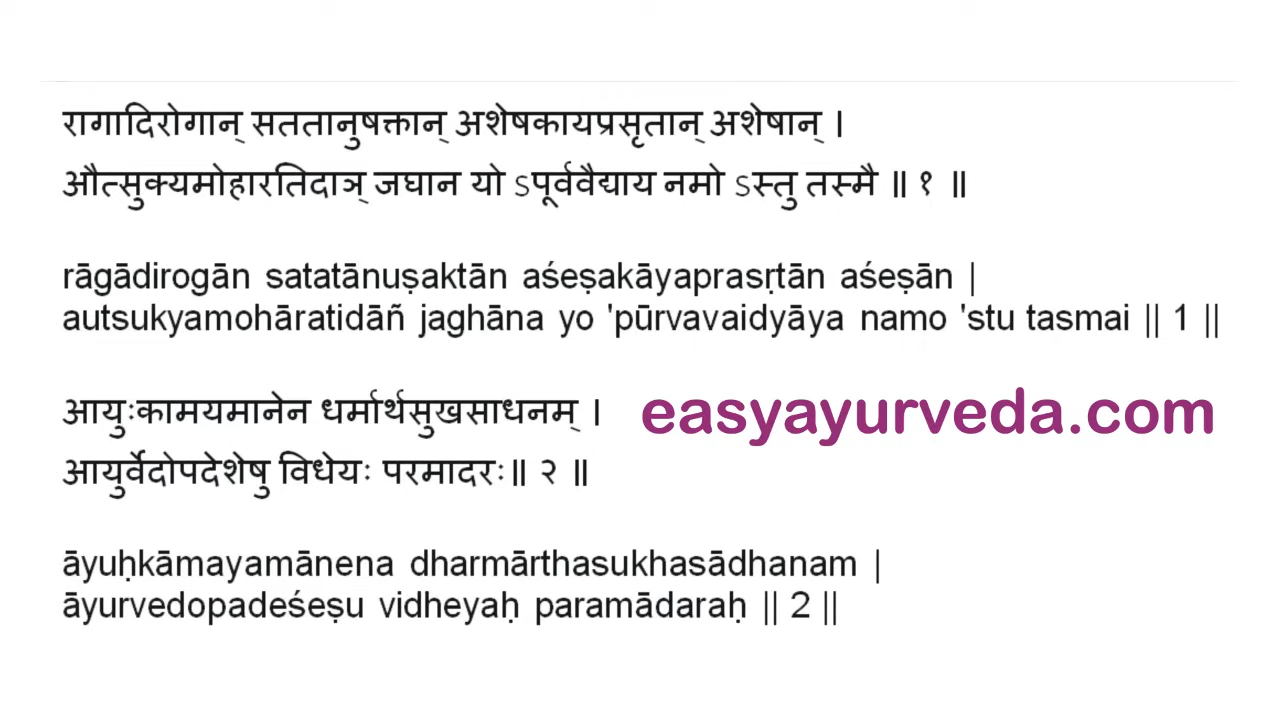 रागादिरोगान् सततानुषक्तान् अशेषकायप्रसृतान् अशेषान् ।
औत्सुक्यमोहारतिदाञ् जघान यो ऽपूर्ववैद्याय नमो ऽस्तु तस्मै ॥ १ ॥
rāgādirogān satatānuṣaktān aśeṣakāyaprasṛtān aśeṣān |
autsukyamohāratidāñ jaghāna yo 'pūrvavaidyāya namo 'stu tasmai || 1 ||
आयुःकामयमानेन धर्मार्थसुखसाधनम् ।
easyayurveda.com
आयुर्वेदोपदेशेषु विधेयः परमादरः॥ २ ॥
āyuḥkāmayamānena dharmārthasukhasādhanam |
āyurvedopadeśeṣu vidheyaḥ paramādaraḥ || 2 ||